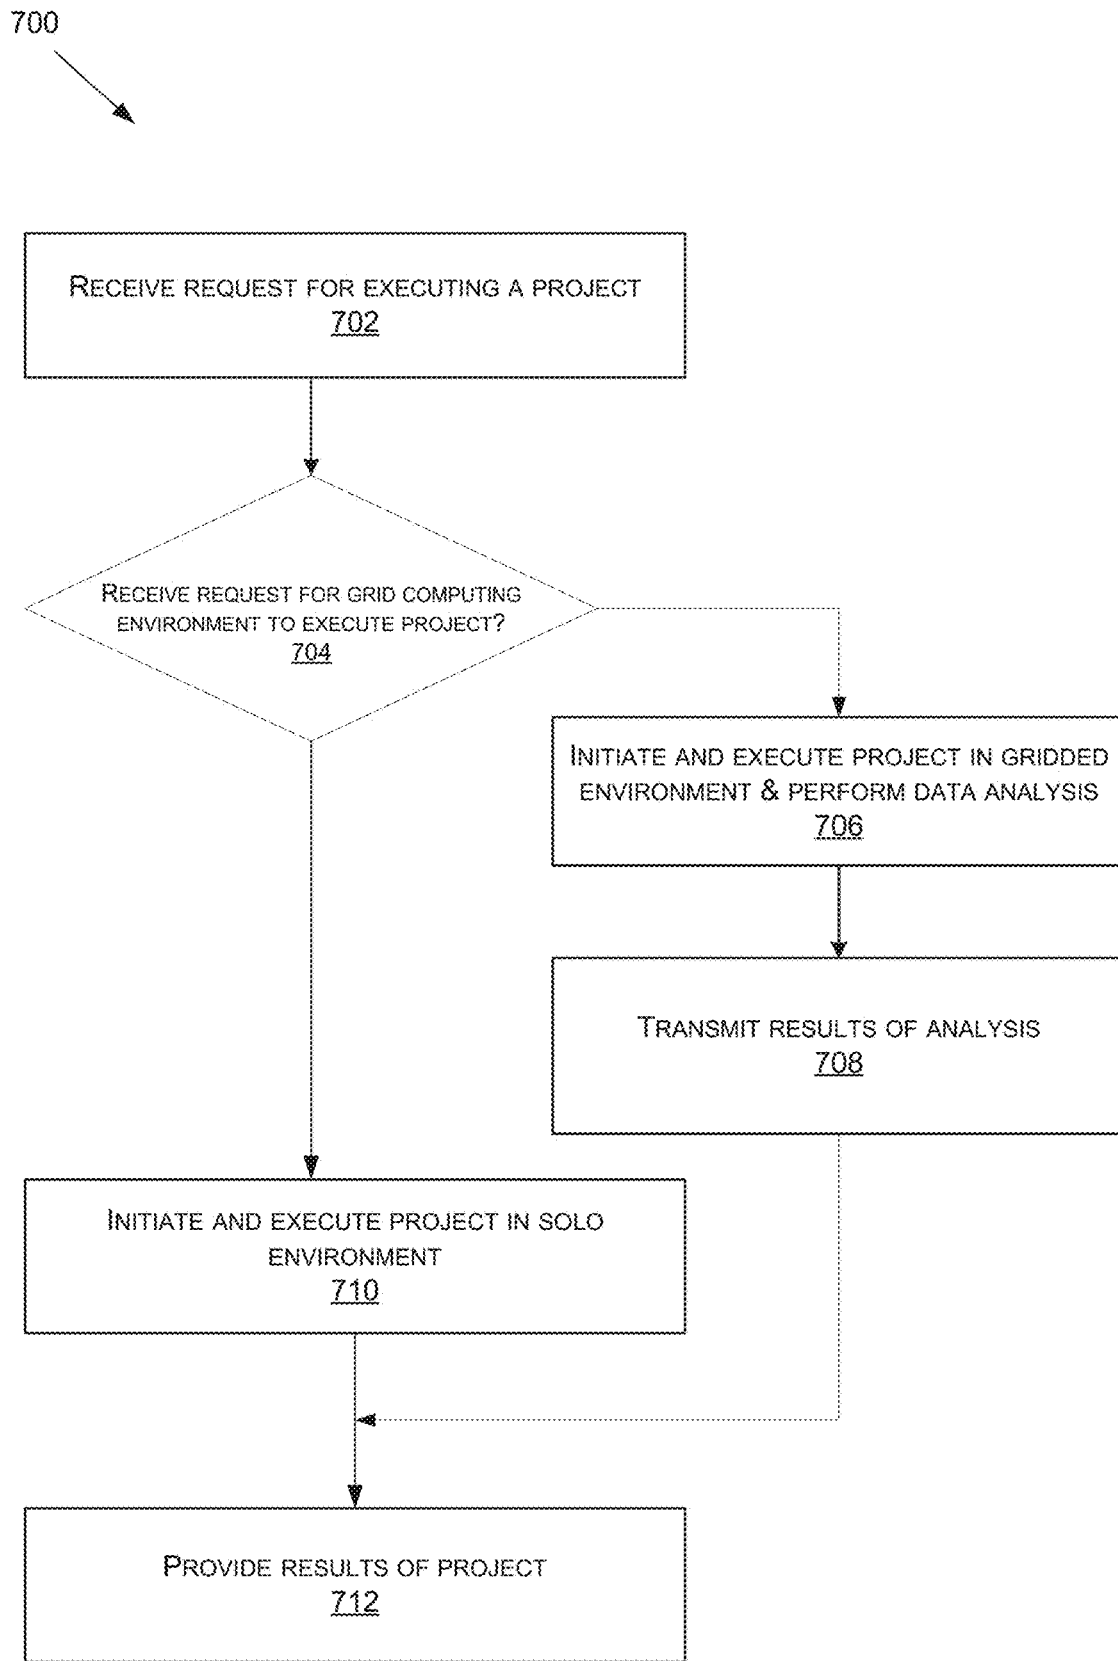 700
RECEIVE REQUEST FOR EXECUTING A PROJECT
702
RECEIVE REQUEST FOR GRID COMPUTING
ENVIRONMENT TO EXECUTE PROJECT?
704
INITIATE AND EXECUTE PROJECT IN GRIDDED
ENVIRONMENT & PERFORM DATA ANALYSIS
706
TRANSMIT RESULTS OF ANALYSIS
708
INITIATE AND EXECUTE PROJECT IN SOLO
ENVIRONMENT
710
PROVIDE RESULTS OF PROJECT
712